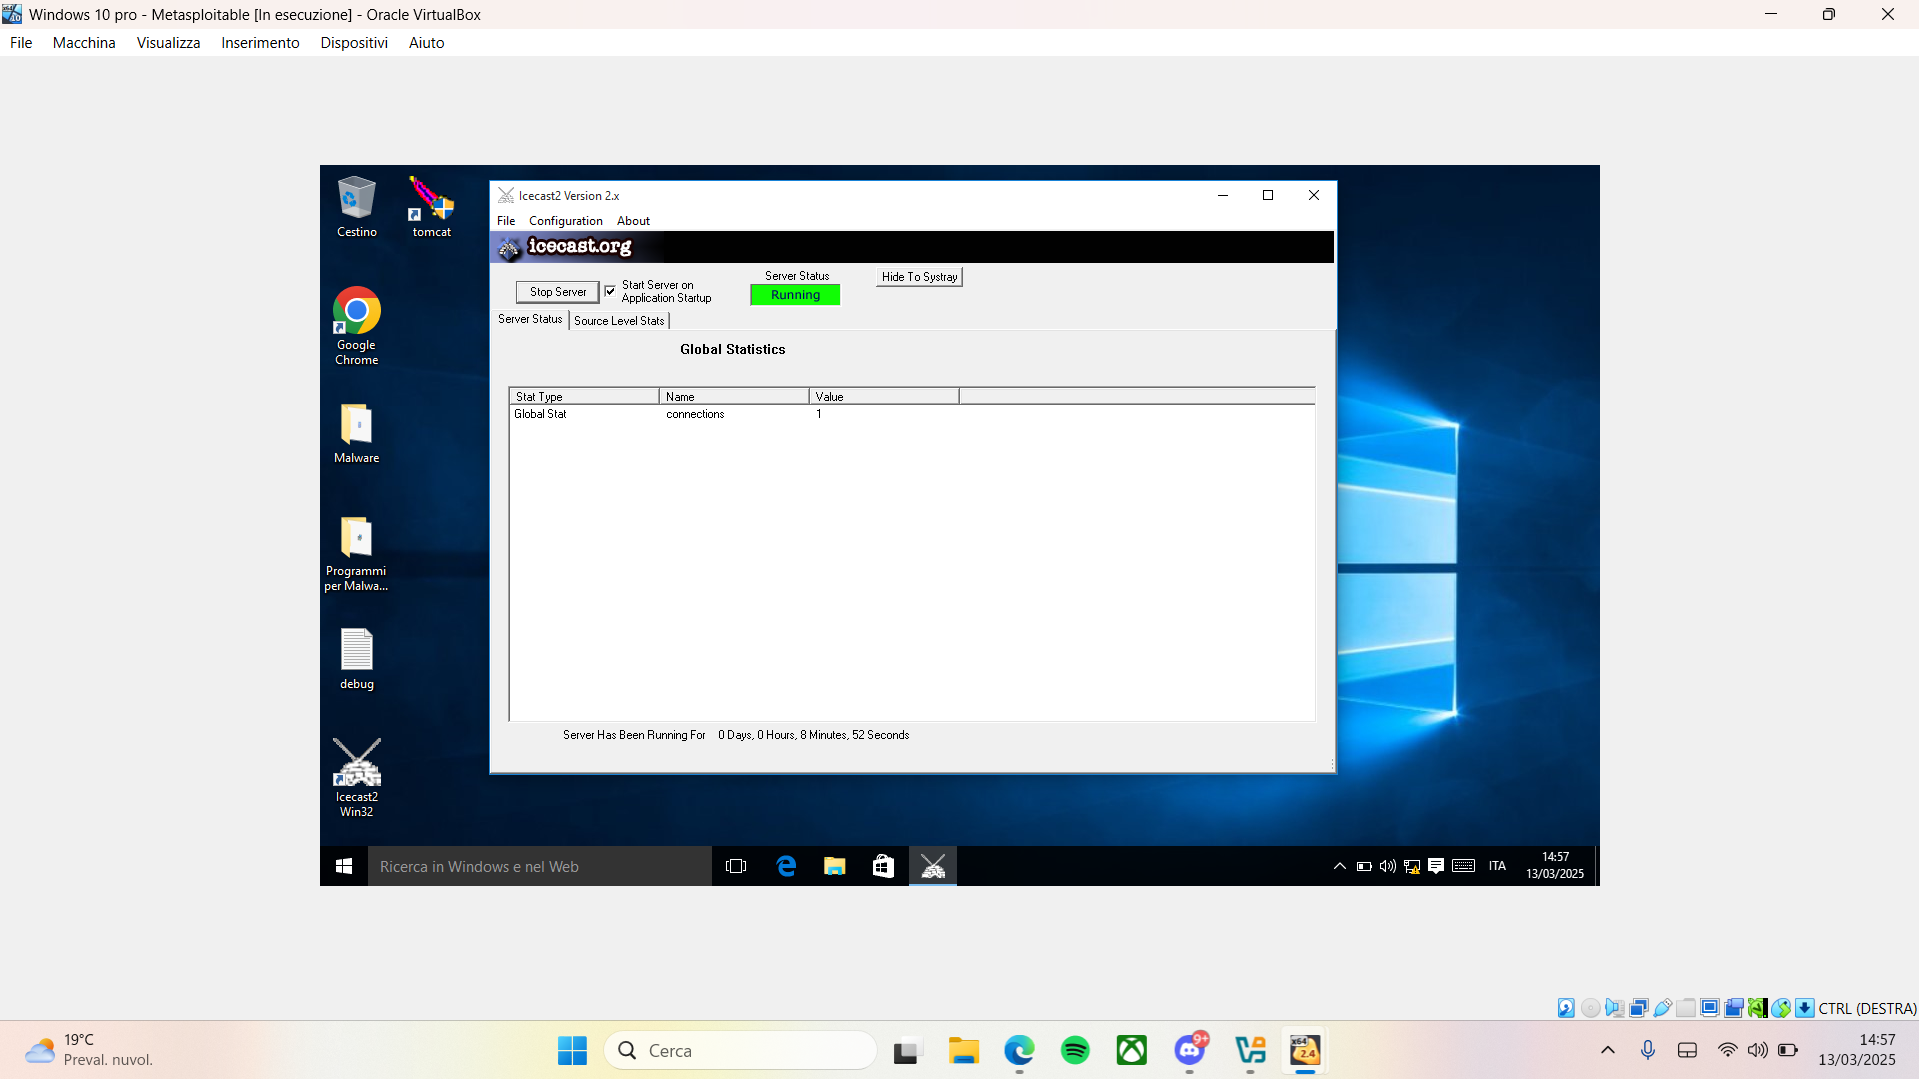 Windows 10 pro - Metasploitable [In esecuzione] - Oracle VirtualBox
File Macchina Visualizza Inserimento Dispositivi Aiuto
Cestino
tomcat
Google
Chrome
Malware
Programmi
per Malwa...
debug
Icecast2
Win32
Icecast2 Version 2.x
File Configuration About
icecast.org
Stop Server
Start Server on
Application Startup
Server Status
Running
Hide To Systray
Server Status Source Level Stats
Global Statistics
Stat Type Name Value
Global Stat connections 1
Server Has Been Running For 0 Days, 0 Hours, 8 Minutes, 52 Seconds
Ricerca in Windows e nel Web
ITA
14:57
13/03/2025
CTRL (DESTRA)
19°C
Preval. nuvol.
Cerca
9+
x64
2.4
14:57
13/03/2025